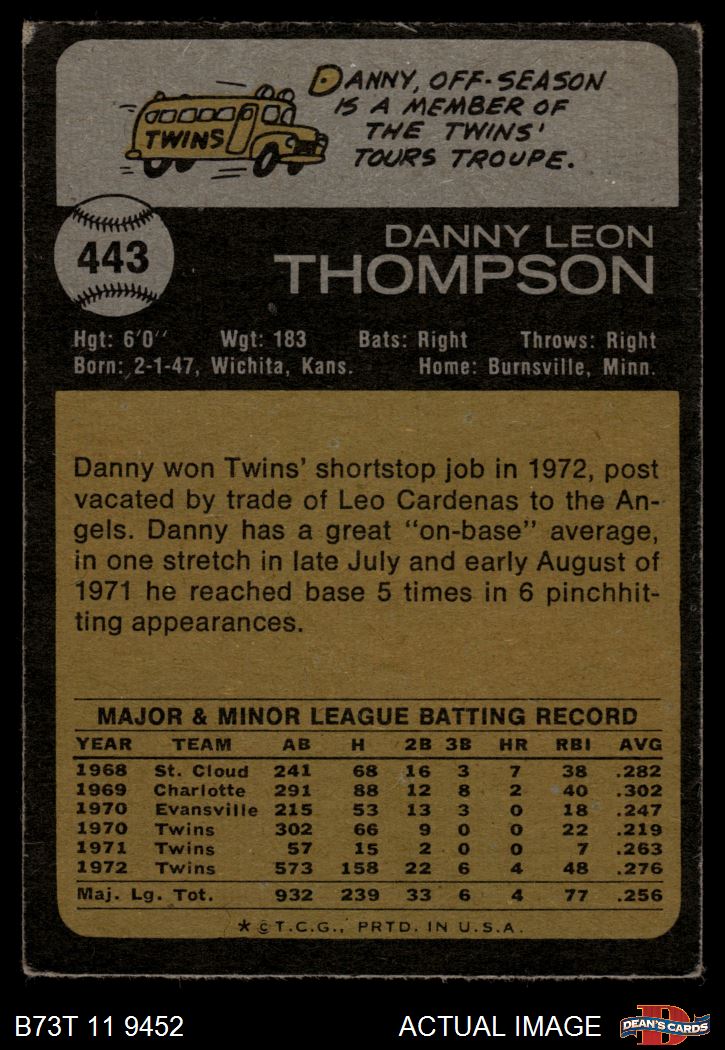 DANNY, OFF-SEASON
IS A MEMBER OF
THE TWINS'
TOURS TROUPE.
TWINS
443
DANNY LEON
THOMPSON
Hgt: 6'0'' Wgt: 183 Bats: Right Throws: Right
Born: 2-1-47, Wichita, Kans. Home: Burnsville, Minn.
Danny won Twins' shortstop job in 1972, post
vacated by trade of Leo Cardenas to the An-
gels. Danny has a great "on-base" average,
in one stretch in late July and early August of
1971 he reached base 5 times in 6 pinchhit-
ting appearances.
MAJOR & MINOR LEAGUE BATTING RECORD
YEAR TEAM AB H 2B 3B HR RBI AVG
1968 St. Cloud 241 68 16 3 7 38 .282
1969 Charlotte 291 88 12 8 2 40 .302
1970 Evansville 215 53 13 3 0 18 .247
1970 Twins 302 66 9 0 0 22 .219
1971 Twins 57 15 2 0 0 7 .263
1972 Twins 573 158 22 6 4 48 .276
Maj. Lg. Tot. 932 239 33 6 4 77 .256
* © T.C.G., PRTD. IN U.S.A.
B73T 11 9452 ACTUAL IMAGE DEAN'S CARDS